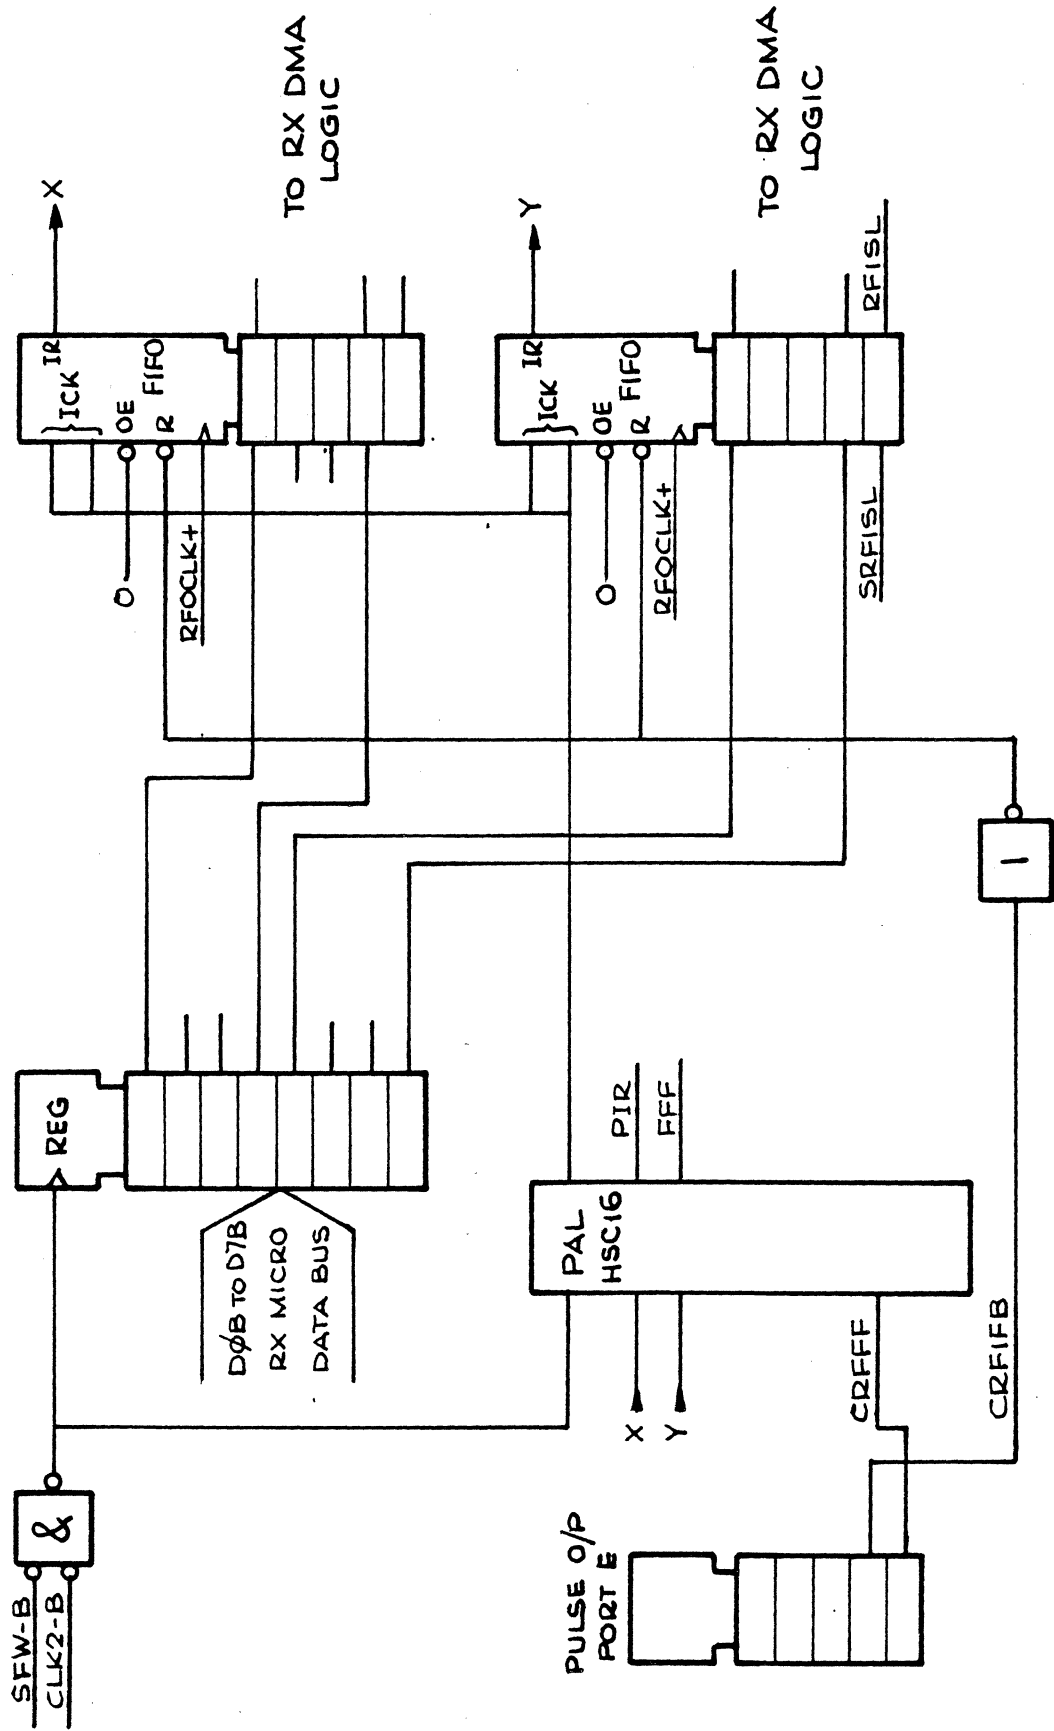 SFW-B
CLK2-B
&
REG
DØB TO D7B
RX MICRO
DATA BUS
IR
}ICK
OE
FIFO
R
O
RFOCLK+
X
TO RX DMA
LOGIC
IR
}ICK
OE
FIFO
R
O
RFOCLK+
Y
TO RX DMA
LOGIC
SRFISL
RFISL
PAL
HSC16
X
Y
PIR
FFF
CRFFF
CRFIFB
1
PULSE O/P
PORT E